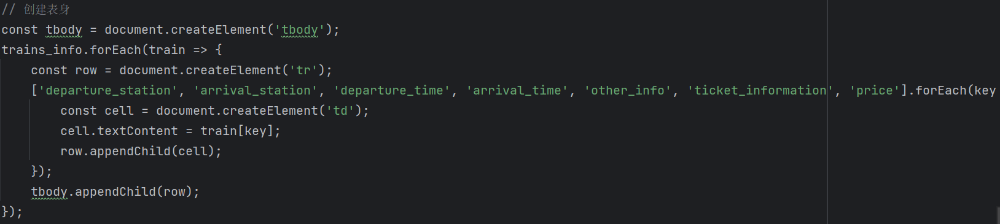 // 创建表身
const tbody = document.createElement('tbody');
trains_info.forEach(train => {
    const row = document.createElement('tr');
    ['departure_station', 'arrival_station', 'departure_time', 'arrival_time', 'other_info', 'ticket_information', 'price'].forEach(key
        const cell = document.createElement('td');
        cell.textContent = train[key];
        row.appendChild(cell);
    });
    tbody.appendChild(row);
});